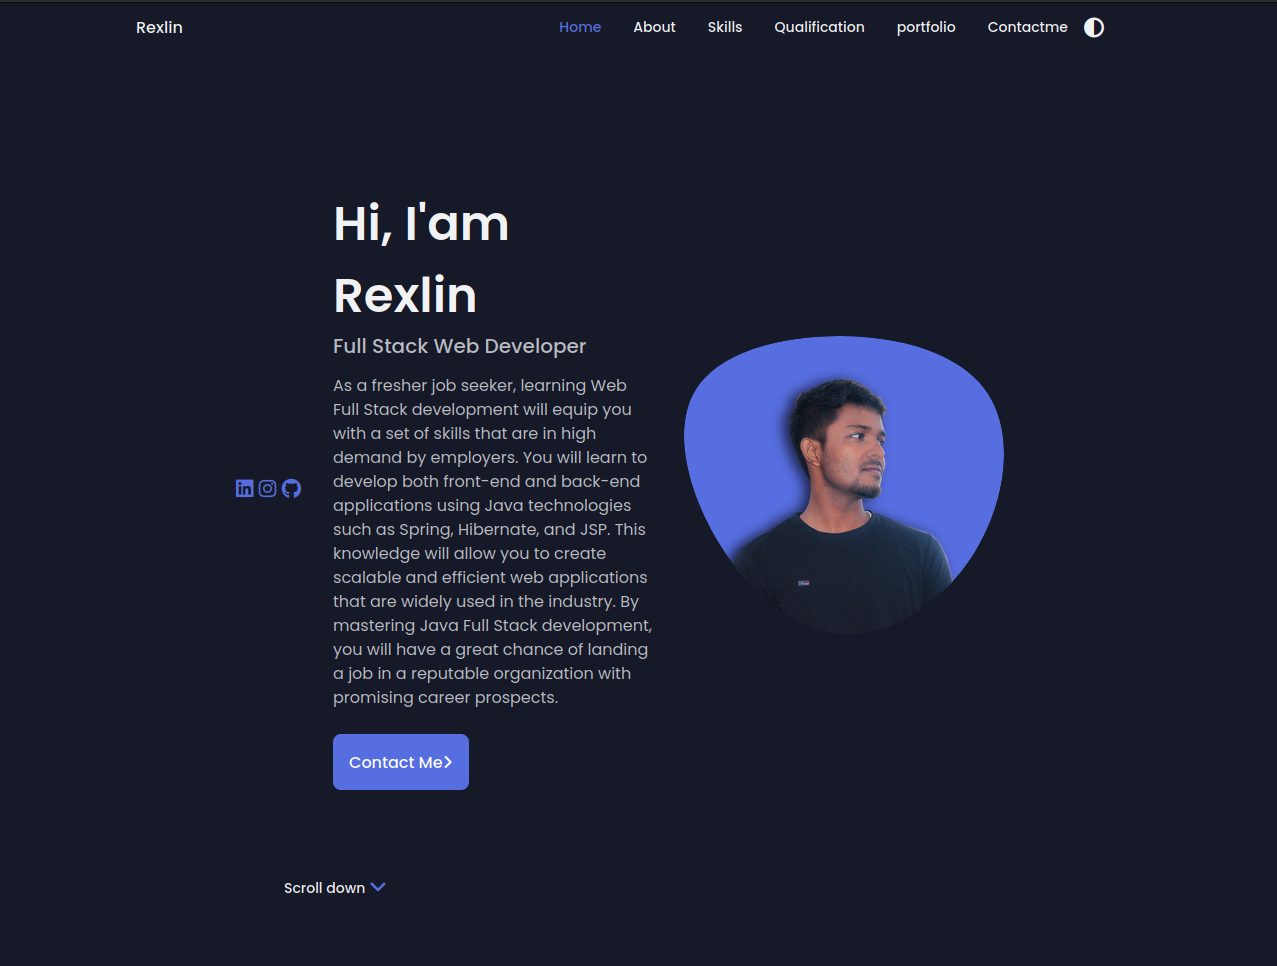 Rexlin
Home About Skills Qualification portfolio Contactme
Hi, I'am
Rexlin
Full Stack Web Developer
As a fresher job seeker, learning Web
Full Stack development will equip you
with a set of skills that are in high
demand by employers. You will learn to
develop both front-end and back-end
applications using Java technologies
such as Spring, Hibernate, and JSP. This
knowledge will allow you to create
scalable and efficient web applications
that are widely used in the industry. By
mastering Java Full Stack development,
you will have a great chance of landing
a job in a reputable organization with
promising career prospects.
Contact Me
Scroll down